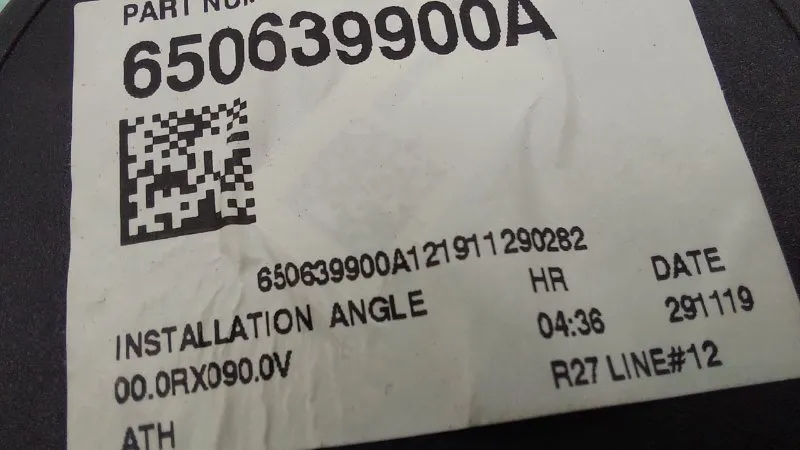 PART NUM
650639900A
650639900A121911290282
INSTALLATION ANGLE HR DATE
00.0RX090.0V 04:36 291119
ATH R27 LINE#12